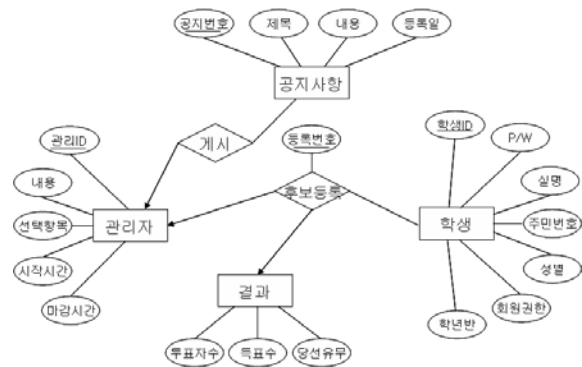 공지번호 제목 내용 등록일
공지사항
관리ID 게시 등록번호 학생ID P/W
내용 실명
선택항목 관리자 후보등록 학생 주민번호
시작시간 성별
결과
마감시간 회원권한
학년반
투표자수 득표수 당선유무